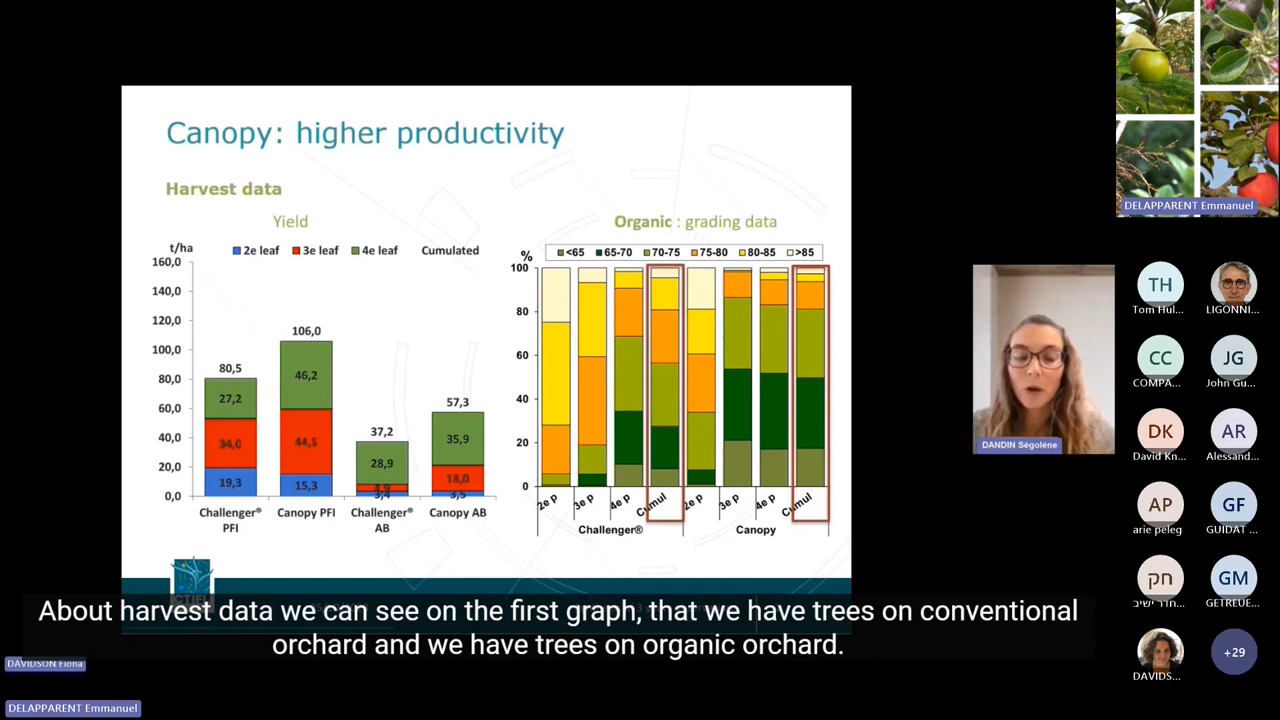 Canopy: higher productivity
Harvest data
Yield
t/ha
2e leaf 3e leaf 4e leaf Cumulated
160,0
140,0
120,0
100,0
80,0
60,0
40,0
20,0
0,0
80,5
27,2
34,0
19,3
106,0
46,2
44,5
15,3
37,2
28,9
3,4
57,3
35,9
18,0
3,5
Challenger® PFI
Canopy PFI
Challenger® AB
Canopy AB
Organic : grading data
%
<65 65-70 70-75 75-80 80-85 >85
100
80
60
40
20
0
2e p 3e p 4e p Cumul 2e p 3e p 4e p Cumul
Challenger® Canopy
CTIFL
About harvest data we can see on the first graph, that we have trees on conventional
orchard and we have trees on organic orchard.
DAVIDSON Fiona
DELAPPARENT Emmanuel
DANDIN Ségolène
DELAPPARENT Emmanuel
TH
Tom Hul...
LIGONNI...
CC
COMPA...
JG
John Gu...
DK
David Kn...
AR
Alessand...
AP
arie peleg
GF
GUIDAT ...
חק
GM
GETREUE...
DAVIDS...
+29